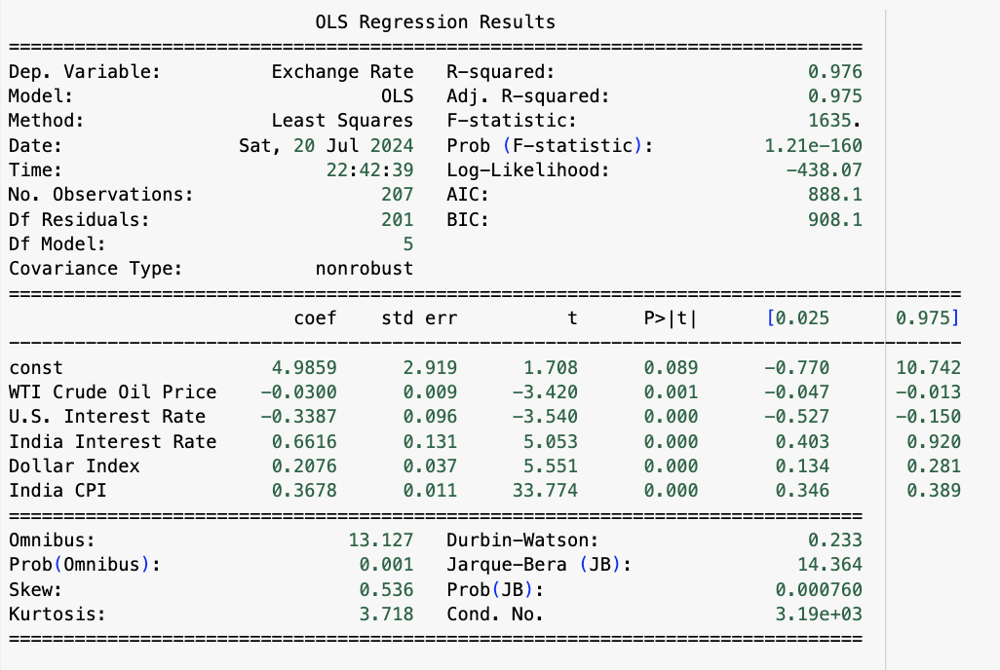 OLS Regression Results
==============================================================================
Dep. Variable: Exchange Rate R-squared: 0.976
Model: OLS Adj. R-squared: 0.975
Method: Least Squares F-statistic: 1635.
Date: Sat, 20 Jul 2024 Prob (F-statistic): 1.21e-160
Time: 22:42:39 Log-Likelihood: -438.07
No. Observations: 207 AIC: 888.1
Df Residuals: 201 BIC: 908.1
Df Model: 5
Covariance Type: nonrobust
=======================================================================================
coef std err t P>|t| [0.025 0.975]
---------------------------------------------------------------------------------------
const 4.9859 2.919 1.708 0.089 -0.770 10.742
WTI Crude Oil Price -0.0300 0.009 -3.420 0.001 -0.047 -0.013
U.S. Interest Rate -0.3387 0.096 -3.540 0.000 -0.527 -0.150
India Interest Rate 0.6616 0.131 5.053 0.000 0.403 0.920
Dollar Index 0.2076 0.037 5.551 0.000 0.134 0.281
India CPI 0.3678 0.011 33.774 0.000 0.346 0.389
==============================================================================
Omnibus: 13.127 Durbin-Watson: 0.233
Prob(Omnibus): 0.001 Jarque-Bera (JB): 14.364
Skew: 0.536 Prob(JB): 0.000760
Kurtosis: 3.718 Cond. No. 3.19e+03
==============================================================================